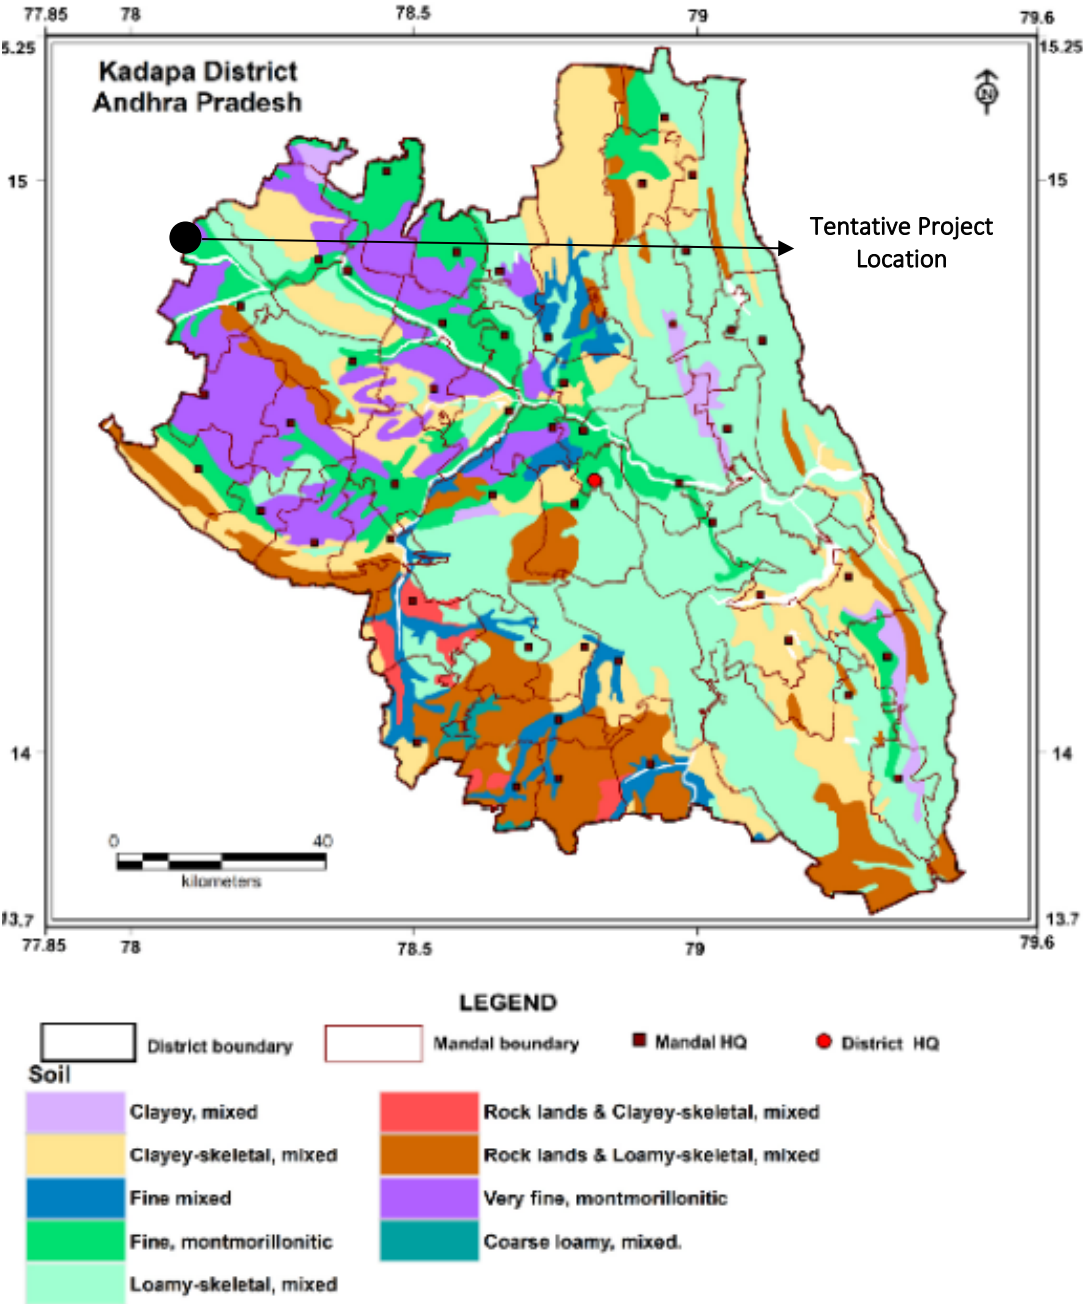 77.85 78 78.5 79 79.6
5.25 15.25
Kadapa District
Andhra Pradesh
N
15 15
Tentative Project
Location
14 14
0 40
kilometers
13.7 13.7
77.85 78 78.5 79 79.6
LEGEND
District boundary Mandal boundary Mandal HQ District HQ
Soil
Clayey, mixed Rock lands & Clayey-skeletal, mixed
Clayey-skeletal, mixed Rock lands & Loamy-skeletal, mixed
Fine mixed Very fine, montmorillonitic
Fine, montmorillonitic Coarse loamy, mixed.
Loamy-skeletal, mixed